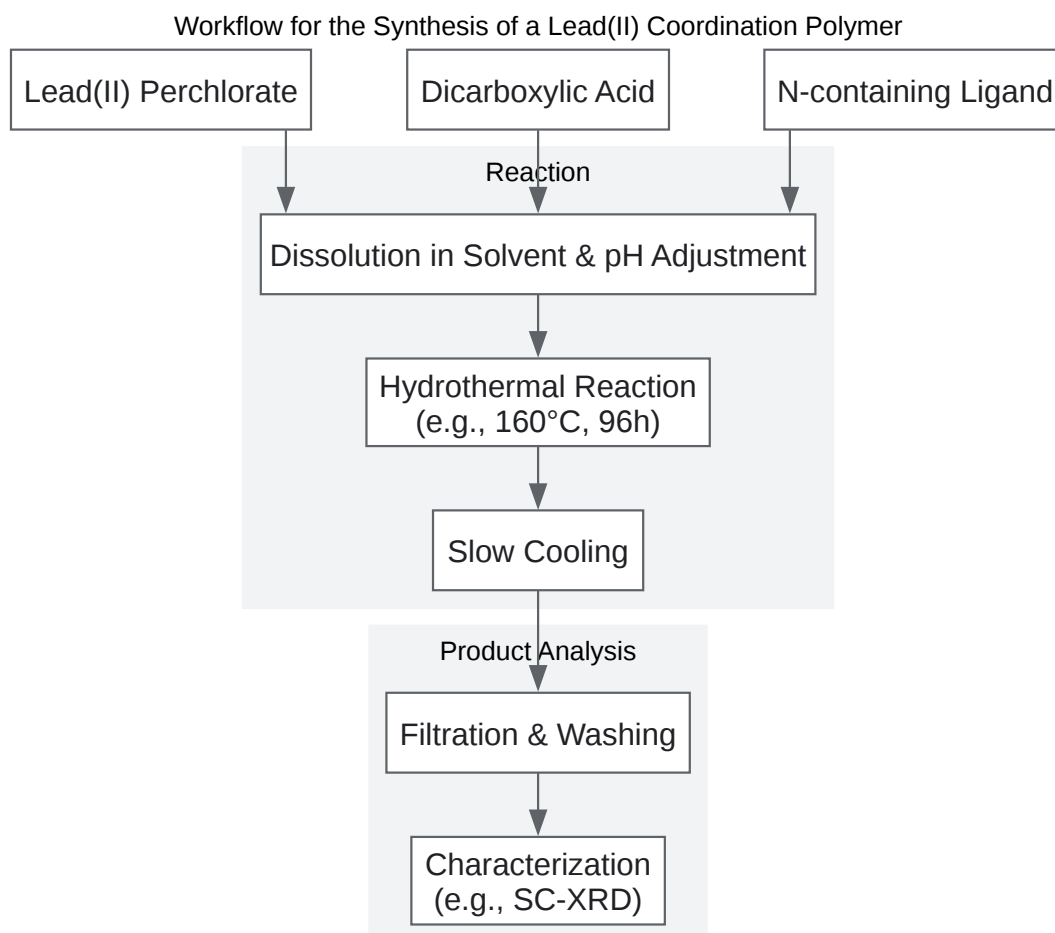 Workflow for the Synthesis of a Lead(II) Coordination Polymer
Lead(II) Perchlorate
Dicarboxylic Acid
N-containing Ligand
Reaction
Dissolution in Solvent & pH Adjustment
Hydrothermal Reaction
(e.g., 160°C, 96h)
Slow Cooling
Product Analysis
Filtration & Washing
Characterization
(e.g., SC-XRD)